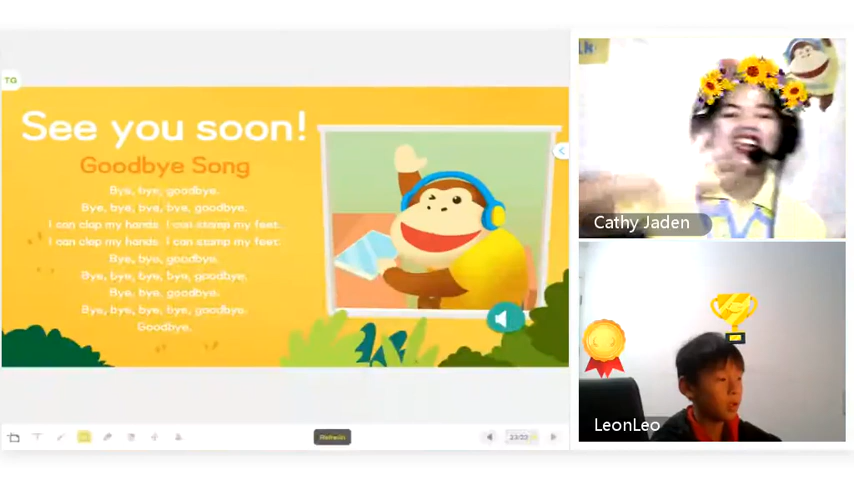 TG
See you soon!
Goodbye Song
Bye, bye, goodbye.
Bye, bye, bye, bye, goodbye.
I can clap my hands. I can stamp my feet.
I can clap my hands. I can stamp my feet.
Bye, bye, goodbye.
Bye, bye, bye, bye, goodbye.
Bye, bye, goodbye.
Bye, bye, bye, bye, goodbye.
Goodbye.
Cathy Jaden
LeonLeo